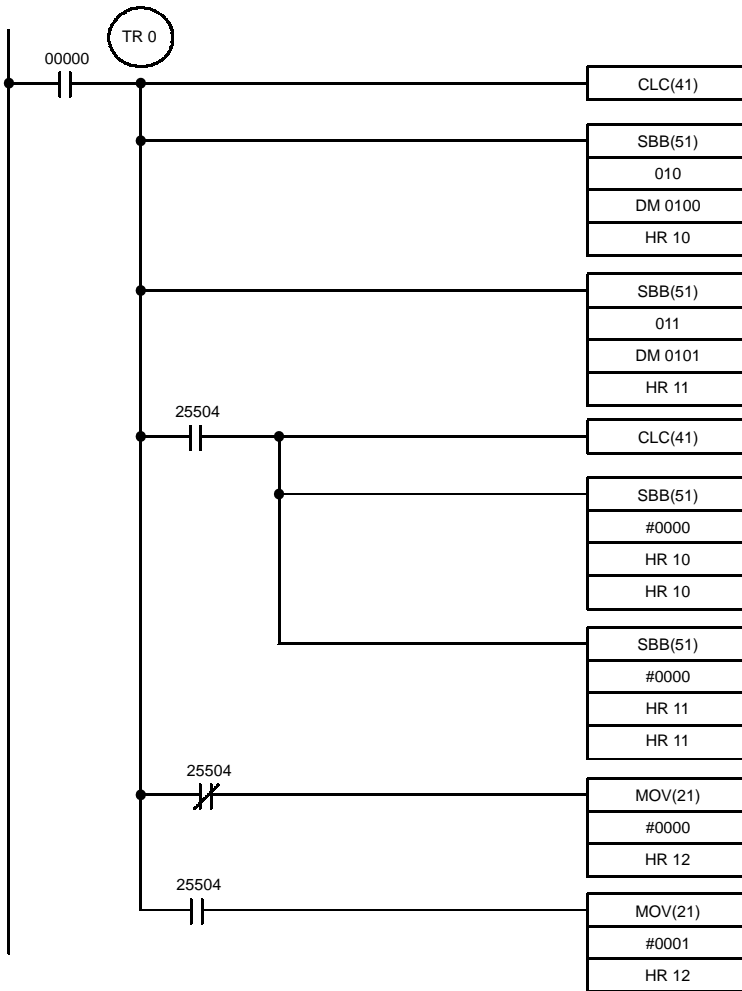 TR 0
00000
CLC(41)
SBB(51)
010
DM 0100
HR 10
SBB(51)
011
DM 0101
HR 11
25504
CLC(41)
SBB(51)
#0000
HR 10
HR 10
SBB(51)
#0000
HR 11
HR 11
25504
MOV(21)
#0000
HR 12
25504
MOV(21)
#0001
HR 12